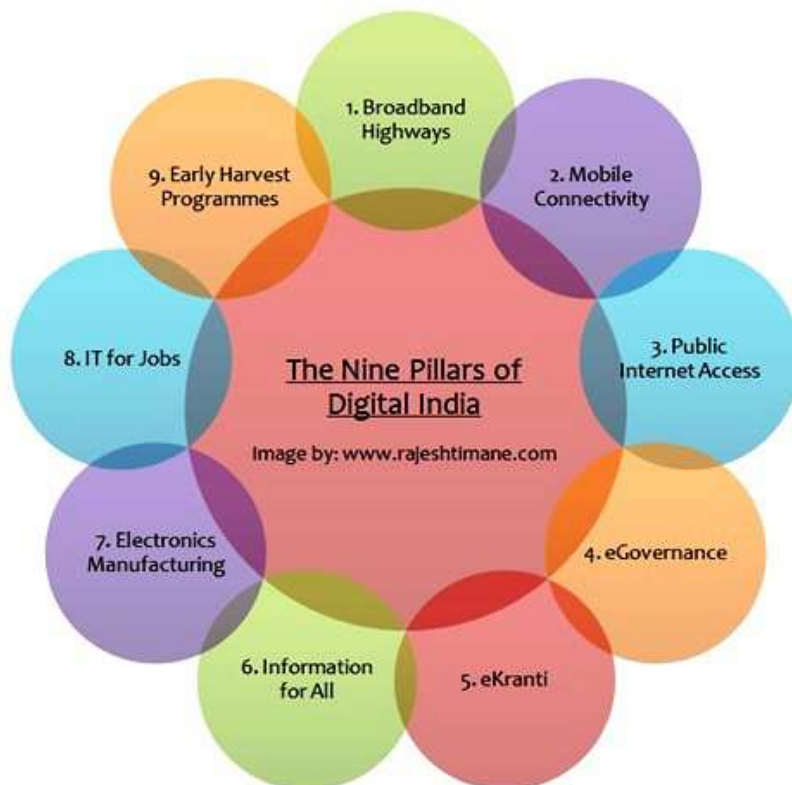 The Nine Pillars of
Digital India
Image by: www.rajeshtimane.com
1. Broadband
Highways
2. Mobile
Connectivity
3. Public
Internet Access
4. eGovernance
5. eKranti
6. Information
for All
7. Electronics
Manufacturing
8. IT for Jobs
9. Early Harvest
Programmes